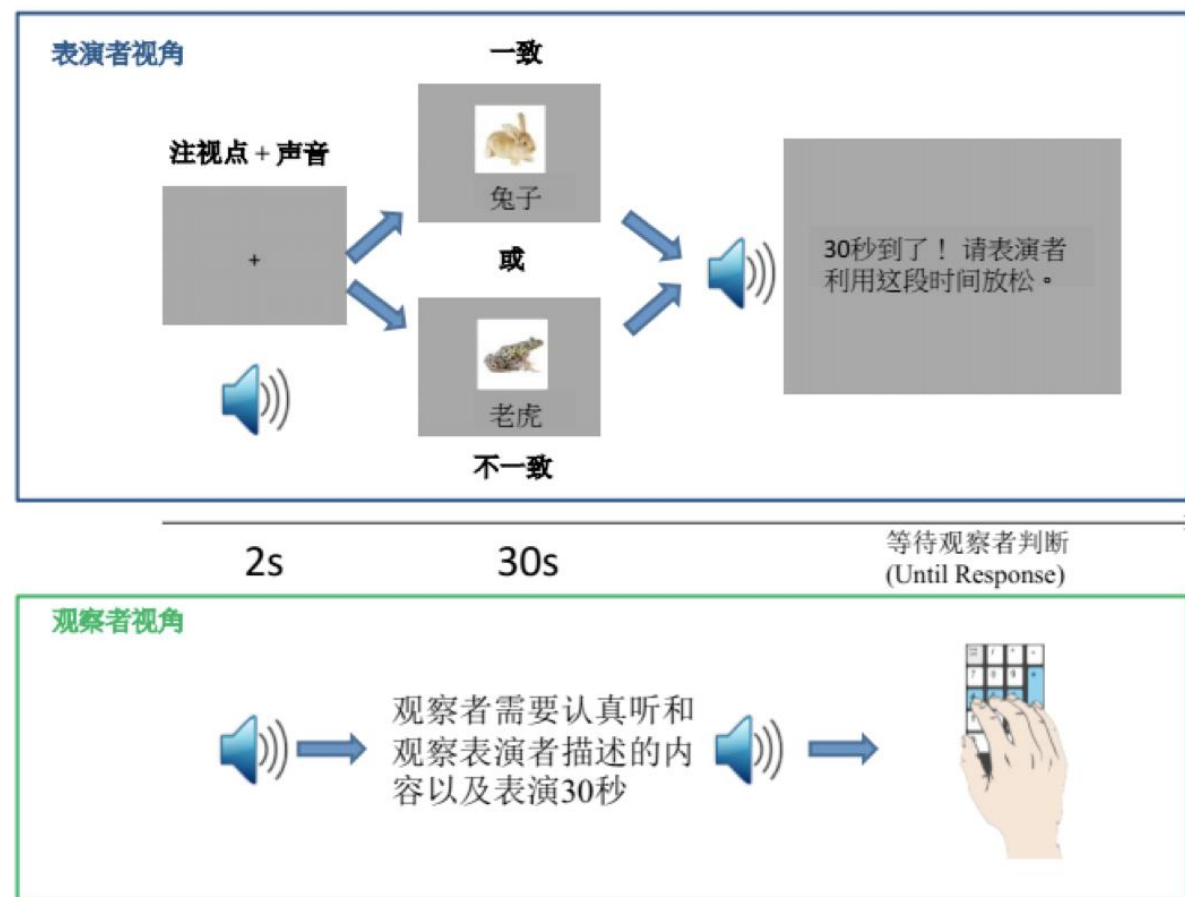 表演者视角
一致
注视点 + 声音
+
兔子
或
30秒到了！ 请表演者
利用这段时间放松。
老虎
不一致
2s
30s
等待观察者判断
(Until Response)
观察者视角
观察者需要认真听和
观察表演者描述的内
容以及表演30秒
7 8 9